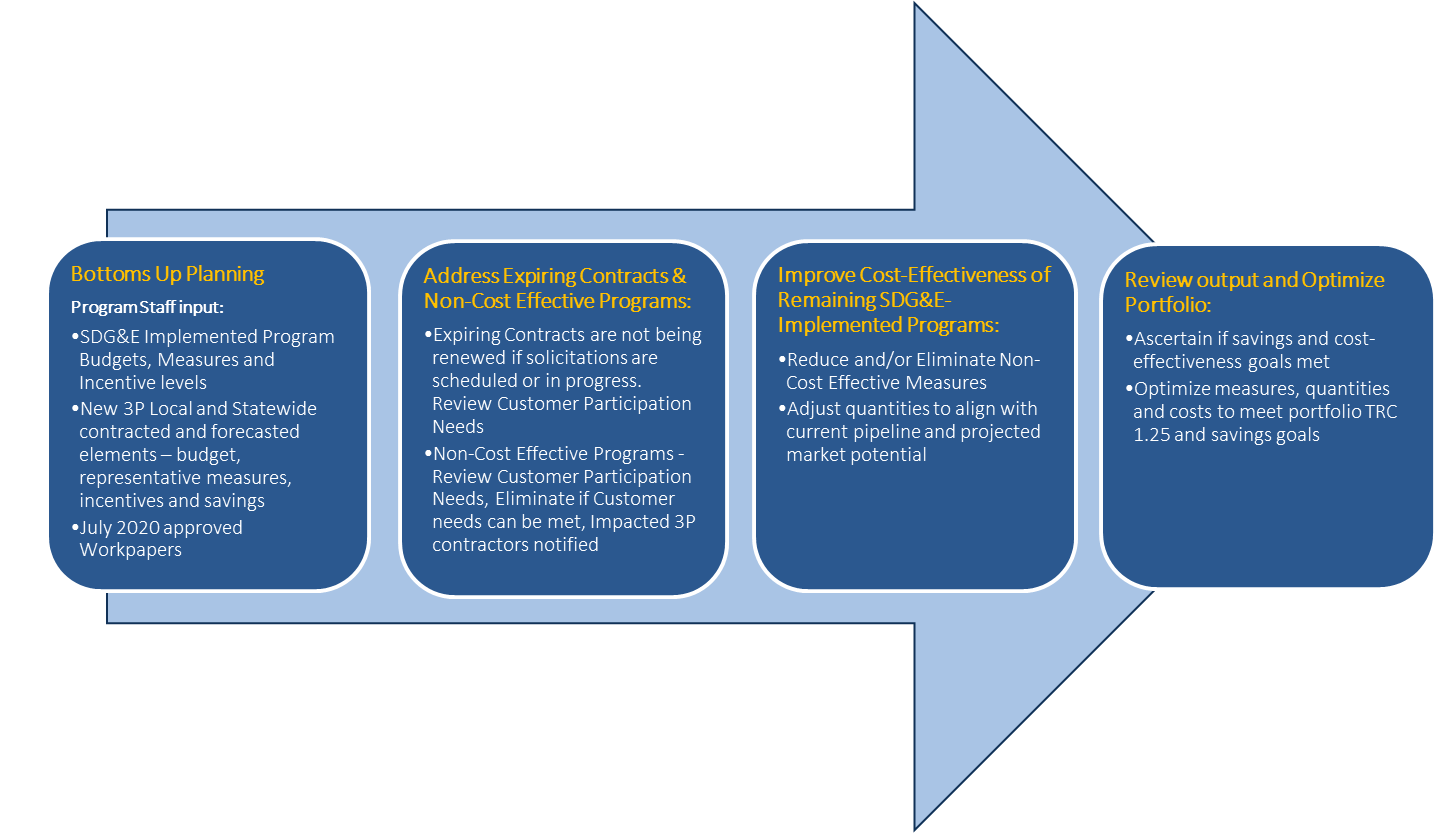 Bottoms Up Planning
Program Staff input:
•SDG&E Implemented Program
Budgets, Measures and
Incentive levels
•New 3P Local and Statewide
contracted and forecasted
elements – budget,
representative measures,
incentives and savings
•July 2020 approved
Workpapers
Address Expiring Contracts &
Non-Cost Effective Programs:
•Expiring Contracts are not being
renewed if solicitations are
scheduled or in progress.
Review Customer Participation
Needs
•Non-Cost Effective Programs -
Review Customer Participation
Needs, Eliminate if Customer
needs can be met, Impacted 3P
contractors notified
Improve Cost-Effectiveness of
Remaining SDG&E-
Implemented Programs:
•Reduce and/or Eliminate Non-
Cost Effective Measures
•Adjust quantities to align with
current pipeline and projected
market potential
Review output and Optimize
Portfolio:
•Ascertain if savings and cost-
effectiveness goals met
•Optimize measures, quantities
and costs to meet portfolio TRC
1.25 and savings goals